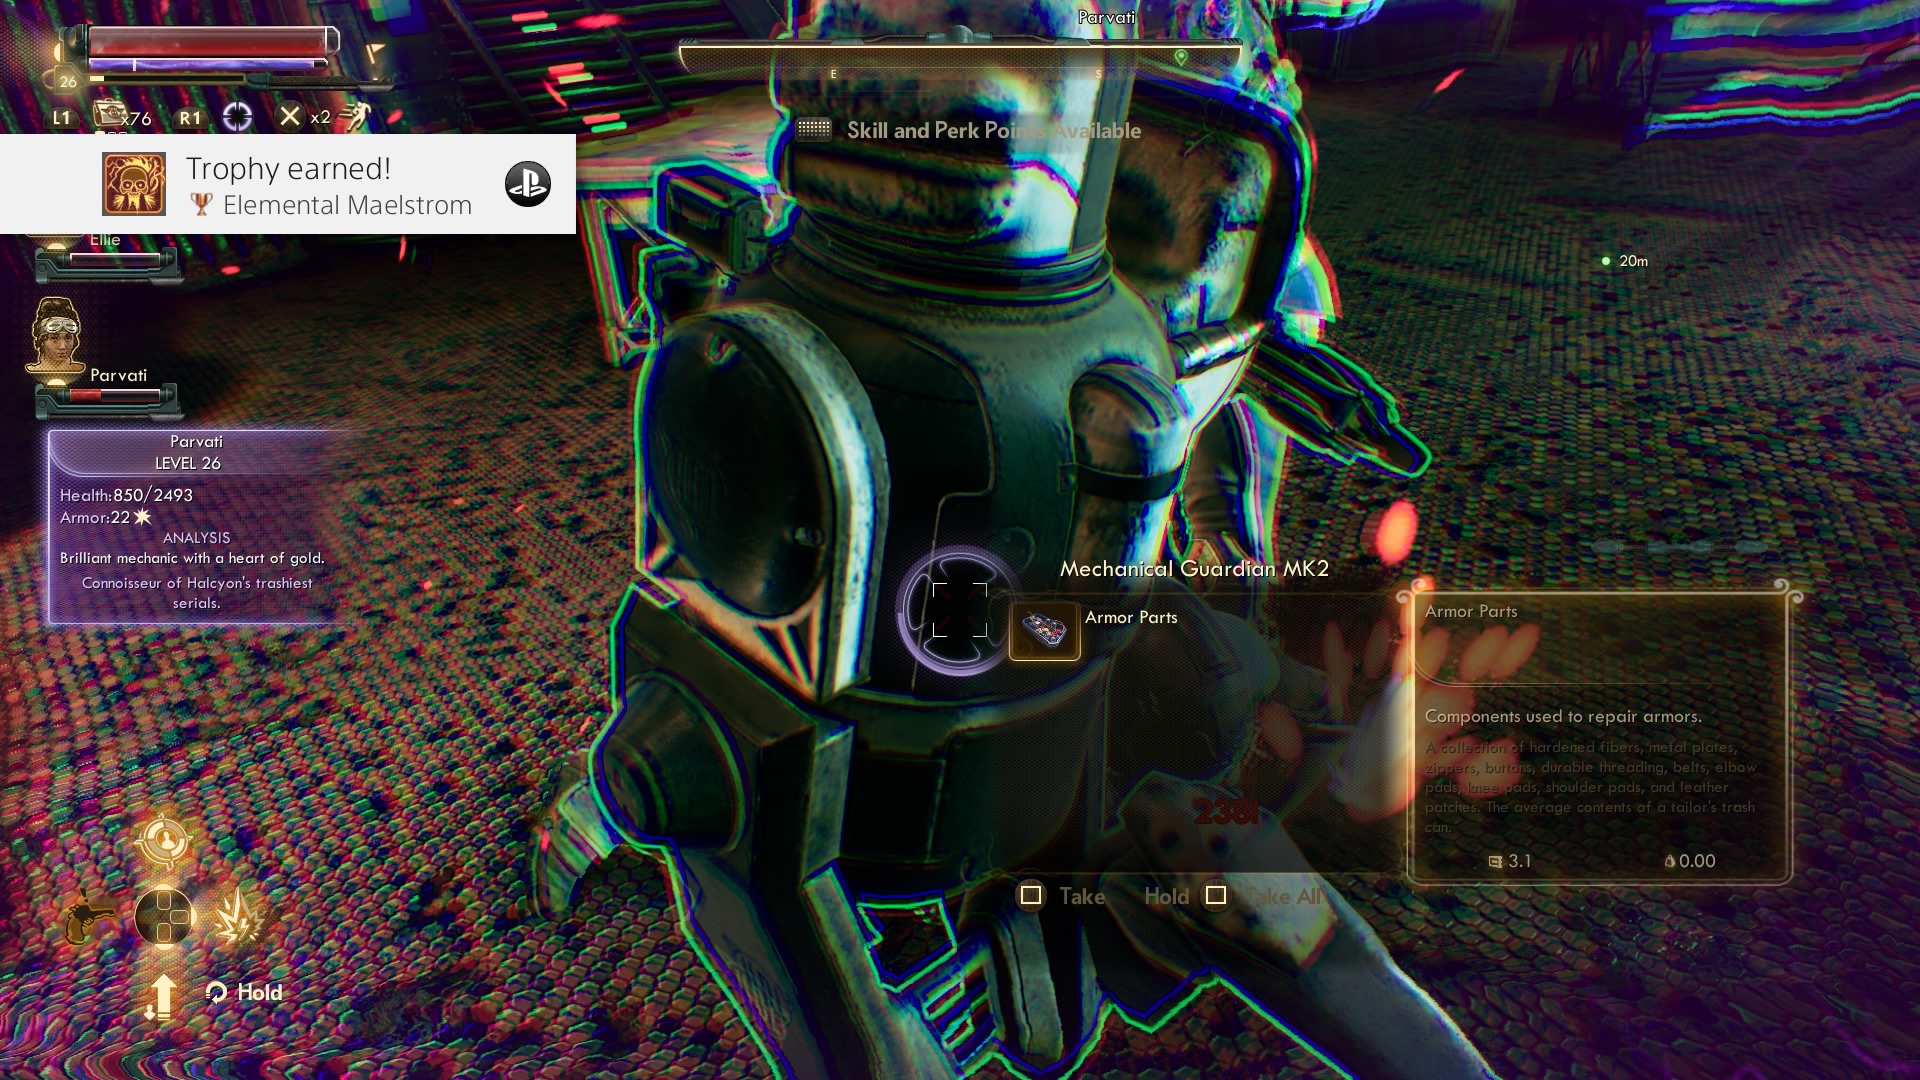 Parvati
26
E
S
L1
x76
R1
x2
Skill and Perk Points Available
Trophy earned!
Elemental Maelstrom
Ellie
20m
Parvati
Parvati
LEVEL 26
Health:850/2493
Armor:22
ANALYSIS
Brilliant mechanic with a heart of gold.
Connoisseur of Halcyon's trashiest
serials.
Mechanical Guardian MK2
Armor Parts
Armor Parts
Components used to repair armors.
A collection of hardened fibers, metal plates,
zippers, buttons, durable threading, belts, elbow
pads, knee pads, shoulder pads, and leather
patches. The average contents of a tailor's trash
can.
3.1
0.00
Take
Hold
Take All
Hold